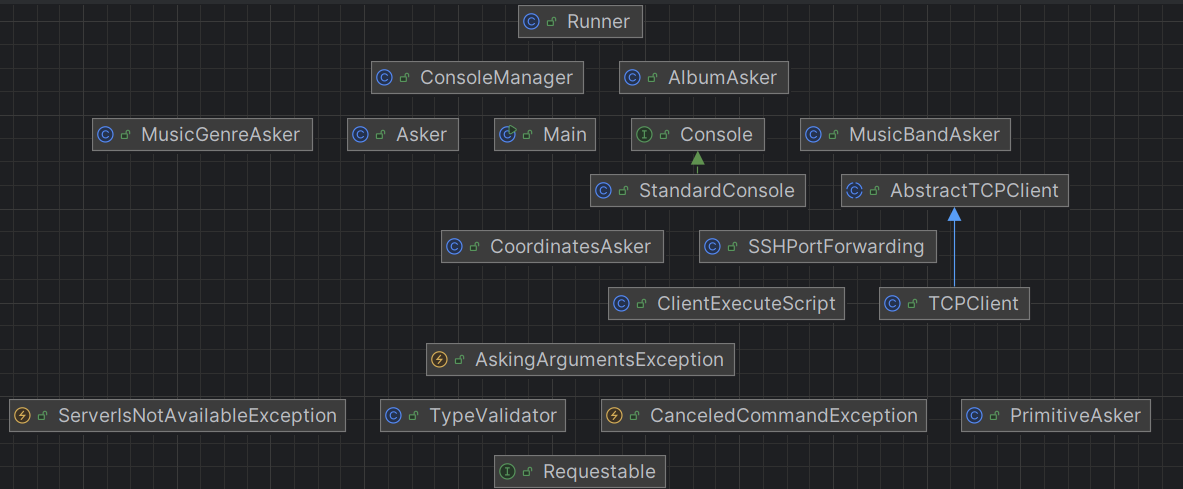 Runner
ConsoleManager
AlbumAsker
MusicGenreAsker
Asker
Main
Console
MusicBandAsker
StandardConsole
AbstractTCPClient
CoordinatesAsker
SSHPortForwarding
ClientExecuteScript
TCPClient
AskingArgumentsException
ServerIsNotAvailableException
TypeValidator
CanceledCommandException
PrimitiveAsker
Requestable